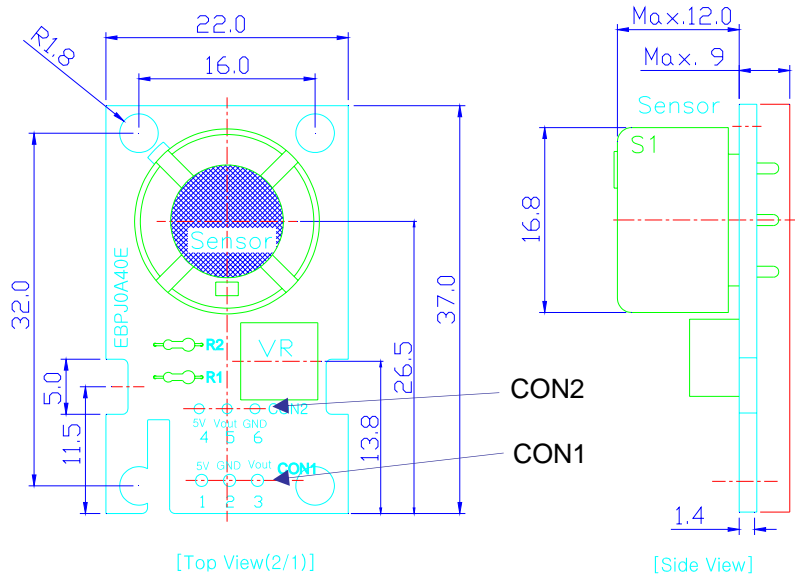 Max.12.0
22.0
Max. 9
R1.8
16.0
Sensor
S1
Sensor
16.8
EBPJ0A40E
32.0
37.0
26.5
R2
VR
R1
5.0
CON2
CON2
5V Vout GND
4 5 6
13.8
11.5
CON1
5V GND Vout CON1
1 2 3
1.4
[Top View(2/1)]
[Side View]